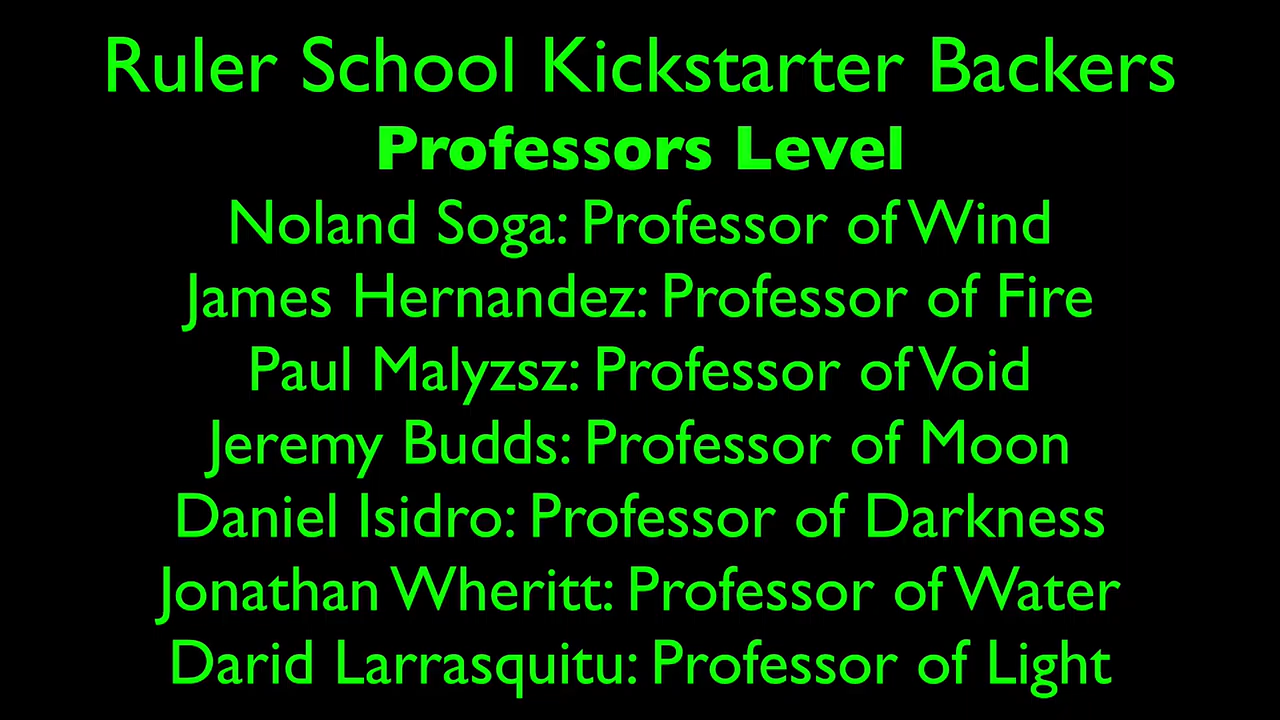 Ruler School Kickstarter Backers
Professors Level
Noland Soga: Professor of Wind
James Hernandez: Professor of Fire
Paul Malyzsz: Professor of Void
Jeremy Budds: Professor of Moon
Daniel Isidro: Professor of Darkness
Jonathan Wheritt: Professor of Water
Darid Larrasquitu: Professor of Light